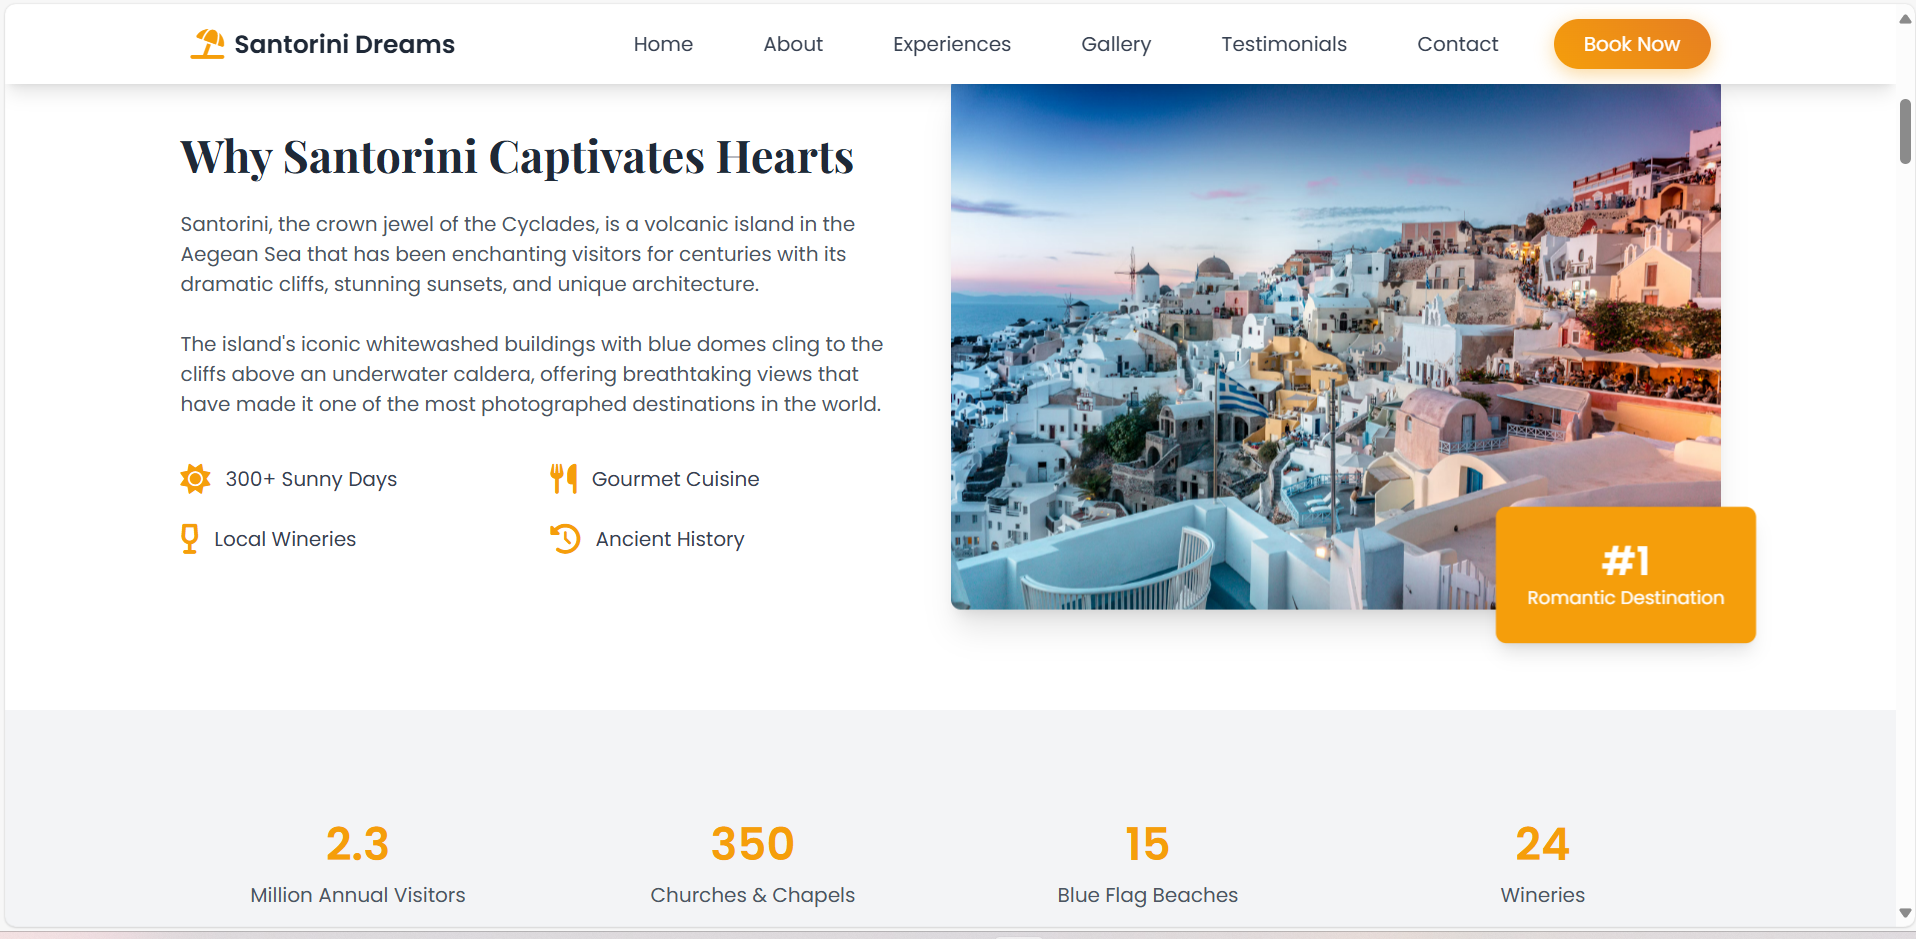 Santorini Dreams
Home
About
Experiences
Gallery
Testimonials
Contact
Book Now
Why Santorini Captivates Hearts
Santorini, the crown jewel of the Cyclades, is a volcanic island in the
Aegean Sea that has been enchanting visitors for centuries with its
dramatic cliffs, stunning sunsets, and unique architecture.
The island's iconic whitewashed buildings with blue domes cling to the
cliffs above an underwater caldera, offering breathtaking views that
have made it one of the most photographed destinations in the world.
300+ Sunny Days
Gourmet Cuisine
Local Wineries
Ancient History
#1
Romantic Destination
2.3
Million Annual Visitors
350
Churches & Chapels
15
Blue Flag Beaches
24
Wineries